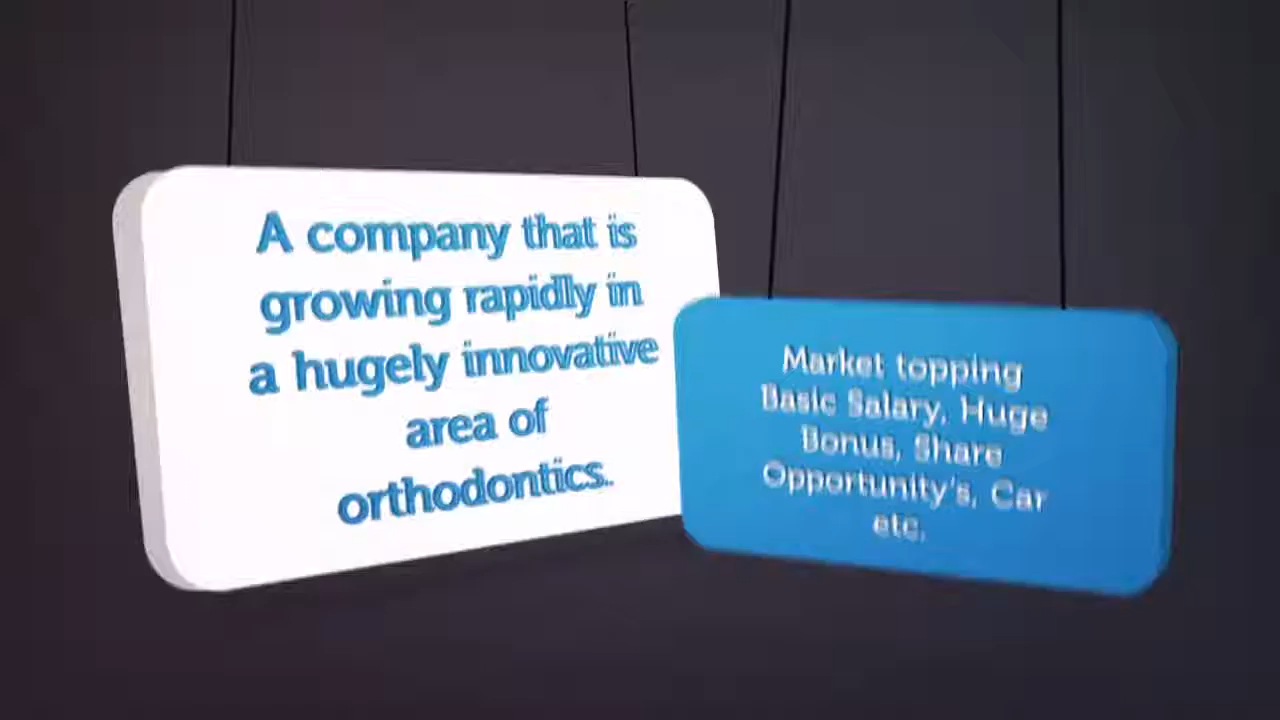 A company that is
growing rapidly in
a hugely innovative
area of
orthodontics.
Market topping
Basic Salary, Huge
Bonus, Share
Opportunity's, Car
etc.